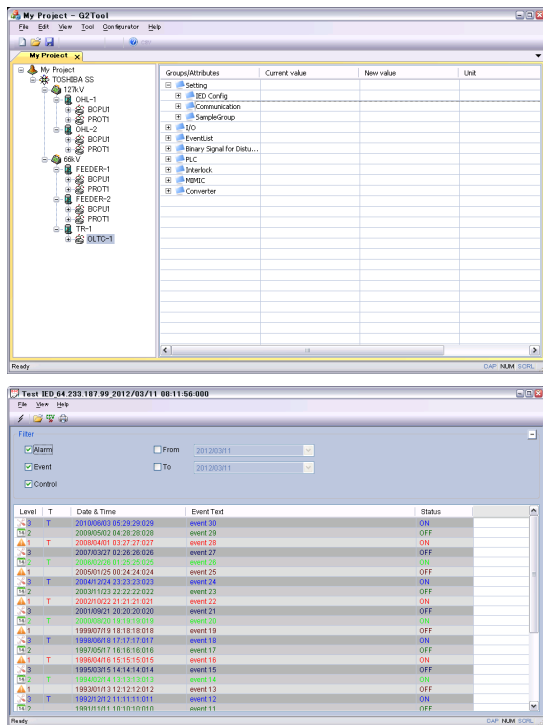 My Project - G2Tool
File Edit View Tool Configurator Help
My Project x
My Project
TOSHIBA SS
127kV
OHL-1
BCPU1
PROT1
OHL-2
BCPU1
PROT1
66kV
FEEDER-1
BCPU1
PROT1
FEEDER-2
BCPU1
PROT1
TR-1
OLTC-1
Groups/Attributes Current value New value Unit
Setting
IED Config
Communication
SampleGroup
I/O
EventList
Binary Signal for Distu...
PLC
Interlock
MIMIC
Converter
Ready CAP NUM SCRL
Test IED_64.233.187.99_2012/03/11 08:11:56:000
File View Help
Filter
Alarm From 2012/03/11
Event To 2012/03/11
Control
Level T Date & Time Event Text Status
3 T 2010/06/03 05:29:29:029 event 30 ON
2 2009/05/02 04:28:28:028 event 29 OFF
1 T 2008/04/01 03:27:27:027 event 28 ON
3 2007/03/27 02:26:26:026 event 27 OFF
2 T 2006/02/26 01:25:25:025 event 26 ON
1 2005/01/25 00:24:24:024 event 25 OFF
3 T 2004/12/24 23:23:23:023 event 24 ON
2 2003/11/23 22:22:22:022 event 23 OFF
1 T 2002/10/22 21:21:21:021 event 22 ON
3 2001/09/21 20:20:20:020 event 21 OFF
2 T 2000/08/20 19:19:19:019 event 20 ON
1 1999/07/19 18:18:18:018 event 19 OFF
3 T 1998/06/18 17:17:17:017 event 18 ON
2 1997/05/17 16:16:16:016 event 17 OFF
1 T 1996/04/16 15:15:15:015 event 16 ON
3 1995/03/15 14:14:14:014 event 15 OFF
2 T 1994/02/14 13:13:13:013 event 14 ON
1 1993/01/13 12:12:12:012 event 13 OFF
3 T 1992/12/12 11:11:11:011 event 12 ON
2 1991/11/11 10:10:10:010 event 11 OFF
Ready CAP NUM SCRL